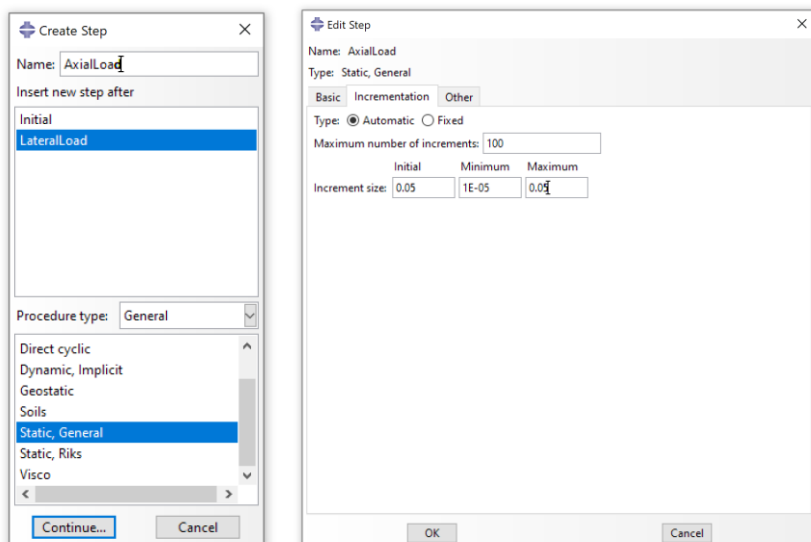 Create Step
Name: AxialLoad
Insert new step after
Initial
LateralLoad
Procedure type: General
Direct cyclic
Dynamic, Implicit
Geostatic
Soils
Static, General
Static, Riks
Visco
Continue... Cancel
Edit Step
Name: AxialLoad
Type: Static, General
Basic Incrementation Other
Type: Automatic Fixed
Maximum number of increments: 100
Initial Minimum Maximum
Increment size: 0.05 1E-05 0.05
OK Cancel